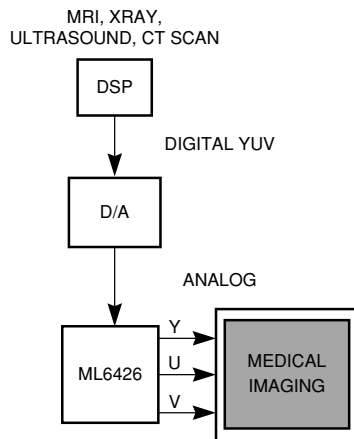 MRI, XRAY,
ULTRASOUND, CT SCAN
DSP
DIGITAL YUV
D/A
ANALOG
Y
ML6426
U
V
MEDICAL
IMAGING